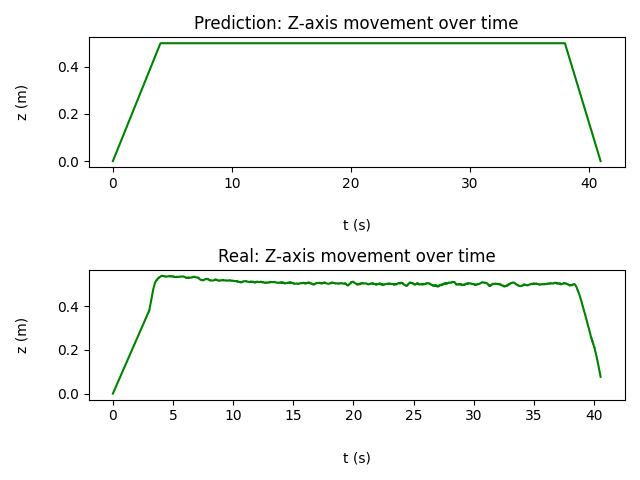 Prediction: Z-axis movement over time
0.4
0.2
0.0
z (m)
0 10 20 30 40
t (s)
Real: Z-axis movement over time
0.4
0.2
0.0
z (m)
0 5 10 15 20 25 30 35 40
t (s)